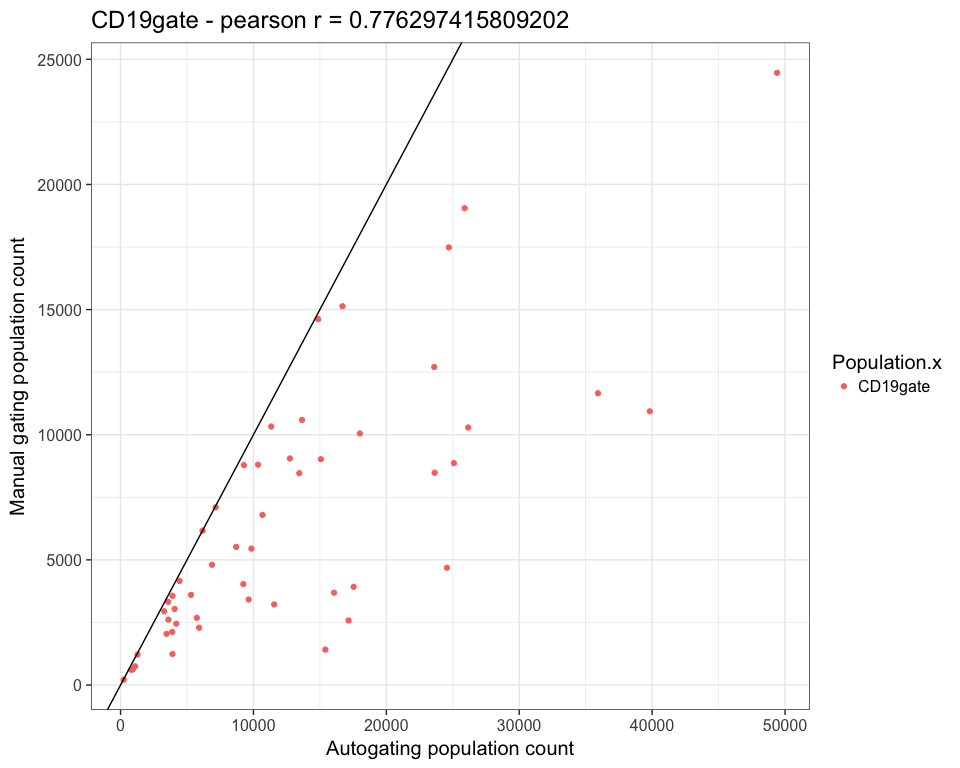 CD19gate - pearson r = 0.776297415809202
Manual gating population count
25000
20000
15000
10000
5000
0
0 10000 20000 30000 40000 50000
Autogating population count
Population.x
CD19gate